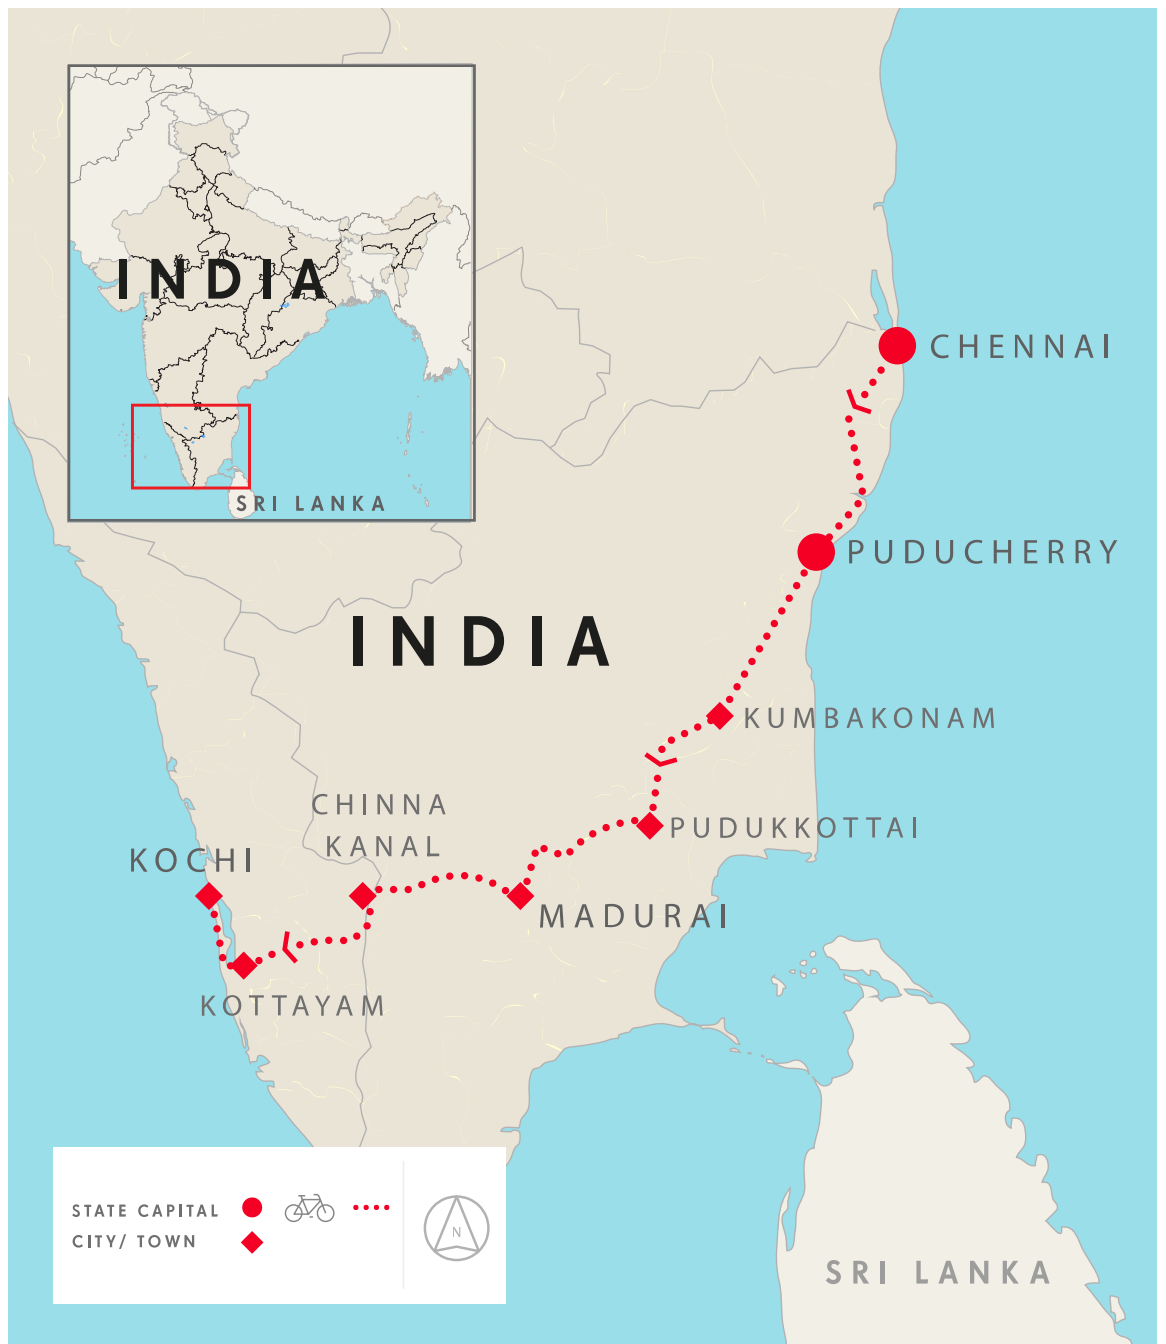 INDIA
SRI LANKA
CHENNAI
PUDUCHERRY
INDIA
KUMBAKONAM
CHINNA
KANAL
PUDUKKOTTAI
KOCHI
MADURAI
KOTTAYAM
STATE CAPITAL
CITY/ TOWN
N
SRI LANKA